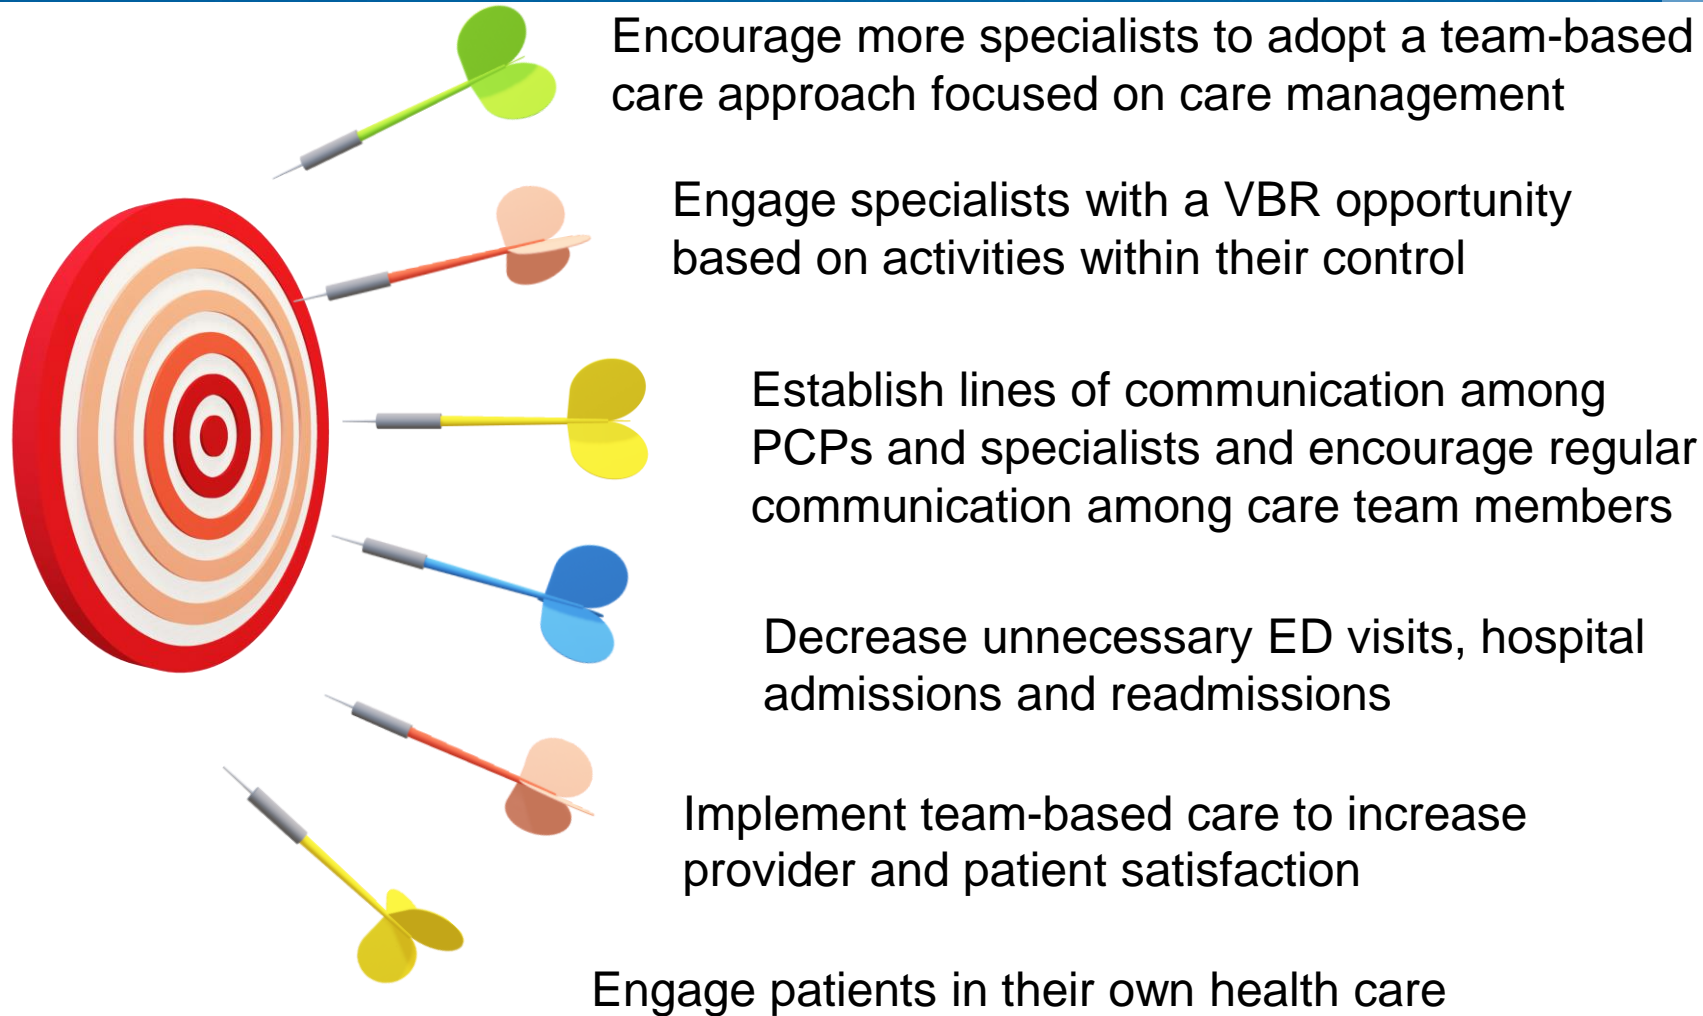 Encourage more specialists to adopt a team-based
care approach focused on care management
Engage specialists with a VBR opportunity
based on activities within their control
Establish lines of communication among
PCPs and specialists and encourage regular
communication among care team members
Decrease unnecessary ED visits, hospital
admissions and readmissions
Implement team-based care to increase
provider and patient satisfaction
Engage patients in their own health care